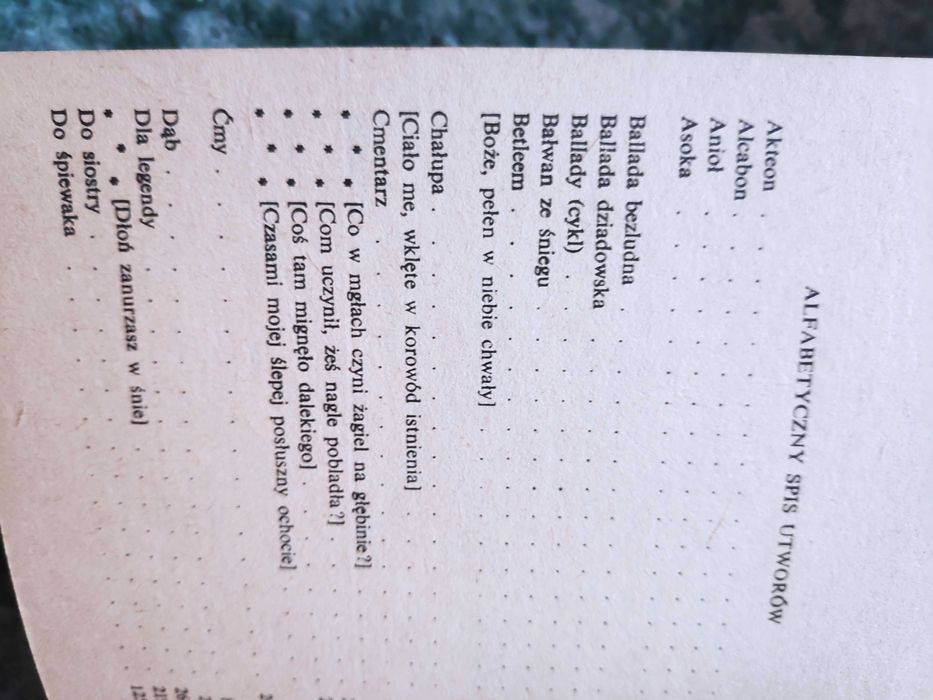 ALFABETYCZNY SPIS UTWORÓW
Akteon
Alcabon
Anioł
Asoka
Ballada bezludna
Ballada dziadowska
Ballady (cykl)
Bałwan ze śniegu
Betleem
[Boże, pełen w niebie chwały]
Chałupa
[Ciało me, wklęte w korowód istnienia]
Cmentarz
* * * [Co w mgłach czyni żagiel na głębinie?]
* * * [Com uczynił, żeś nagle pobladła?]
* * * [Coś tam mignęło dalekiego]
* * * [Czasami mojej ślepej posłuszny ochocie]
Ćmy
Dąb
Dla legendy
* * * [Dłoń zanurzasz w śnie]
Do siostry
Do śpiewaka